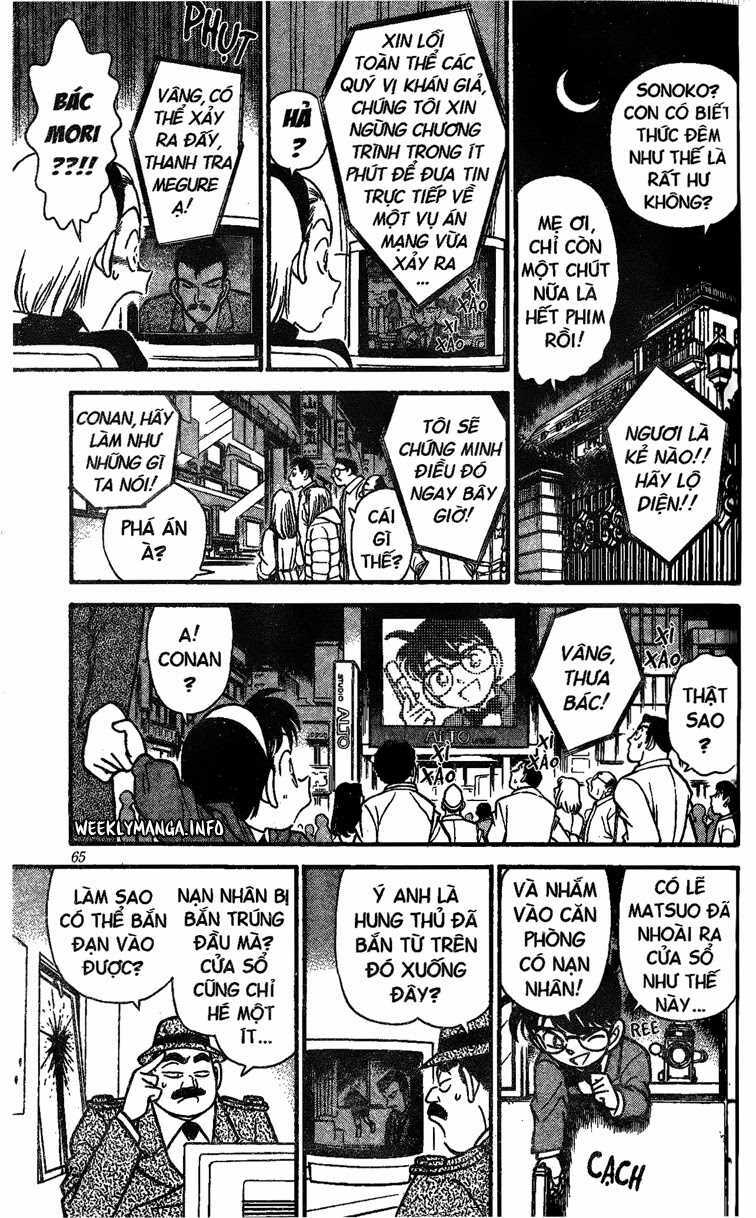 SONOKO?
CON CÓ BIẾT
THỨC ĐÊM
NHƯ THẾ LÀ
RẤT HƯ
KHÔNG?
MẸ ƠI,
CHỈ CÒN
MỘT CHÚT
NỮA LÀ
HẾT PHIM
RỒI!
NGƯƠI LÀ
KẺ NÀO!!
HÃY LỘ
DIỆN!!
XIN LỖI
TOÀN THỂ CÁC
QUÝ VỊ KHÁN GIẢ,
CHÚNG TÔI XIN
NGỪNG CHƯƠNG
TRÌNH TRONG ÍT
PHÚT ĐỂ ĐƯA TIN
TRỰC TIẾP VỀ
MỘT VỤ ÁN
MẠNG VỪA
XẢY RA
...
HẢ
?
XÌ
XÀO
XÌ
XÀO
PHỤT
VÂNG, CÓ
THỂ XẢY
RA ĐẤY,
THANH TRA
MEGURE
Ạ!
BÁC
MORI
??!!
TÔI SẼ
CHỨNG MINH
ĐIỀU ĐÓ
NGAY BÂY
GIỜ!
CÁI
GÌ
THẾ?
CONAN, HÃY
LÀM NHƯ
NHỮNG GÌ
TA NÓI!
PHÁ ÁN
À?
THẬT
SAO
?
XÌ
XÀO
VÂNG,
THƯA
BÁC!
XÌ
XÀO
XÌ
XÀO
A!
CONAN
?
STUDIO
ALTO
ALTO
WEEKLYMANGA.INFO
65
CÓ LẼ
MATSUO ĐÃ
NHOÀI RA
CỬA SỔ
NHƯ THẾ
NÀY...
VÀ NHẮM
VÀO CĂN
PHÒNG
CÓ NẠN
NHÂN!
REE
CẠCH
Ý ANH LÀ
HUNG THỦ ĐÃ
BẮN TỪ TRÊN
ĐÓ XUỐNG
ĐÂY?
NẠN NHÂN BỊ
BẮN TRÚNG
ĐẦU MÀ?
CỬA SỔ
CŨNG CHỈ
HÉ MỘT
ÍT...
LÀM SAO
CÓ THỂ BẮN
ĐẠN VÀO
ĐƯỢC?